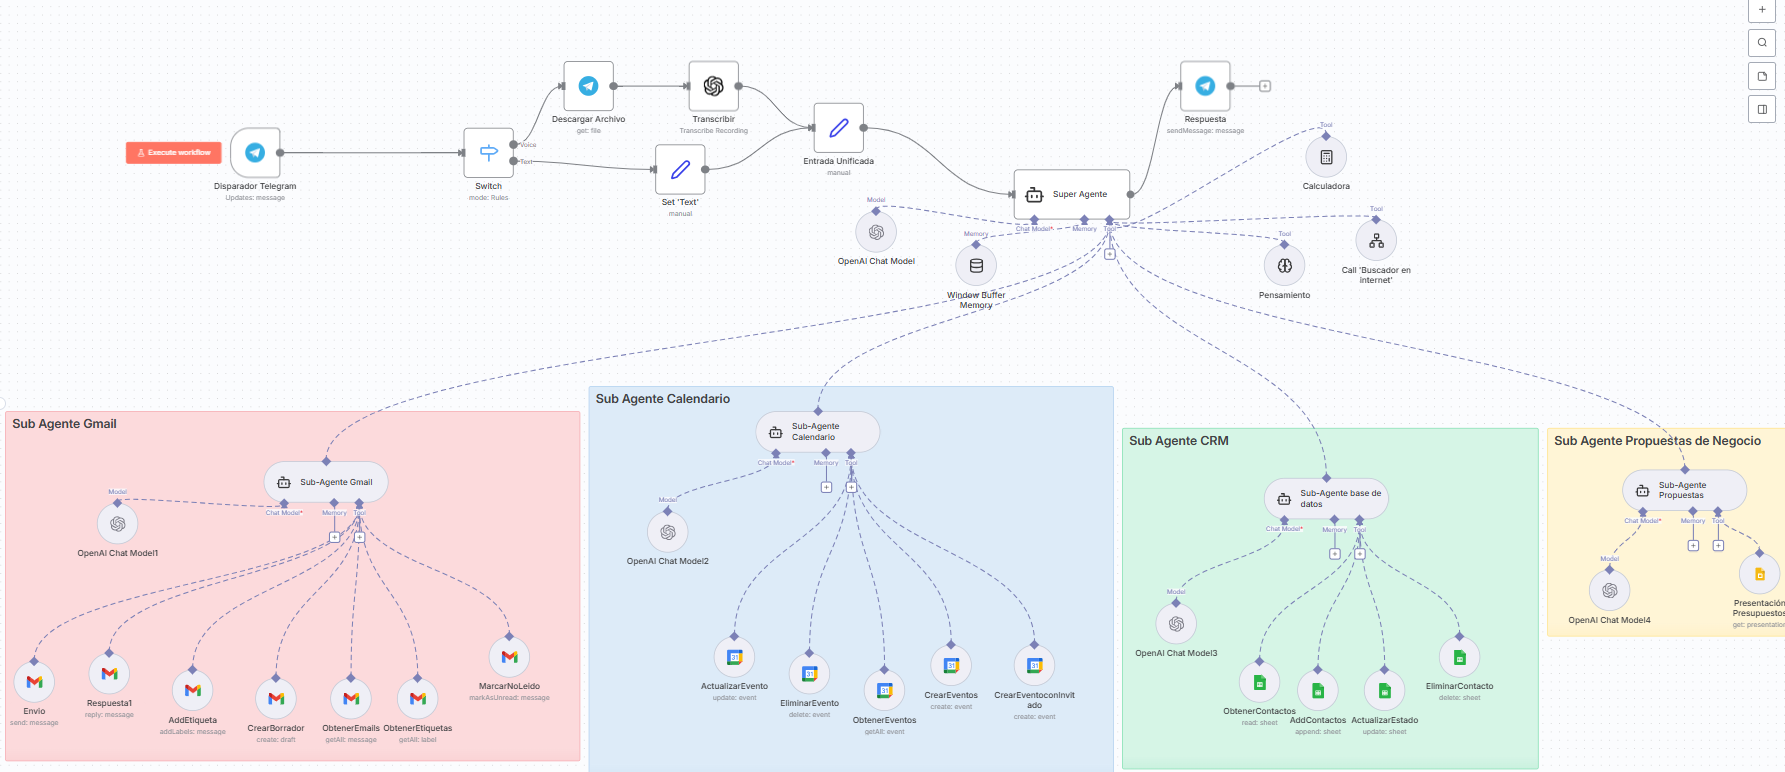 Execute workflow
Disparador Telegram
Updates: message
Switch
mode: Rules
Voice
Text
Descargar Archivo
get: file
Transcribir
Transcribe Recording
Set 'Text'
manual
Entrada Unificada
manual
Super Agente
Chat Model*
Memory
Tool
Respuesta
sendMessage: message
Model
OpenAI Chat Model
Memory
Window Buffer
Memory
Tool
Calculadora
Tool
Call 'Buscador en
internet'
Tool
Pensamiento
Sub Agente Gmail
Sub-Agente Gmail
Chat Model*
Memory
Tool
Model
OpenAI Chat Model1
Envio
send: message
Respuesta1
reply: message
AddEtiqueta
addLabels: message
CrearBorrador
create: draft
ObtenerEmails
getAll: message
ObtenerEtiquetas
getAll: label
MarcarNoLeido
markAsUnread: message
Sub Agente Calendario
Sub-Agente
Calendario
Chat Model*
Memory
Tool
Model
OpenAI Chat Model2
ActualizarEvento
update: event
EliminarEvento
delete: event
ObtenerEventos
getAll: event
CrearEventos
create: event
CrearEventoconInvit
ado
create: event
31
31
31
31
31
Sub Agente CRM
Sub-Agente base de
datos
Chat Model*
Memory
Tool
Model
OpenAI Chat Model3
ObtenerContactos
read: sheet
AddContactos
append: sheet
ActualizarEstado
update: sheet
EliminarContacto
delete: sheet
Sub Agente Propuestas de Negocio
Sub-Agente
Propuestas
Chat Model*
Memory
Tool
Model
OpenAI Chat Model4
Presentación
Presupuestos
get: presentation